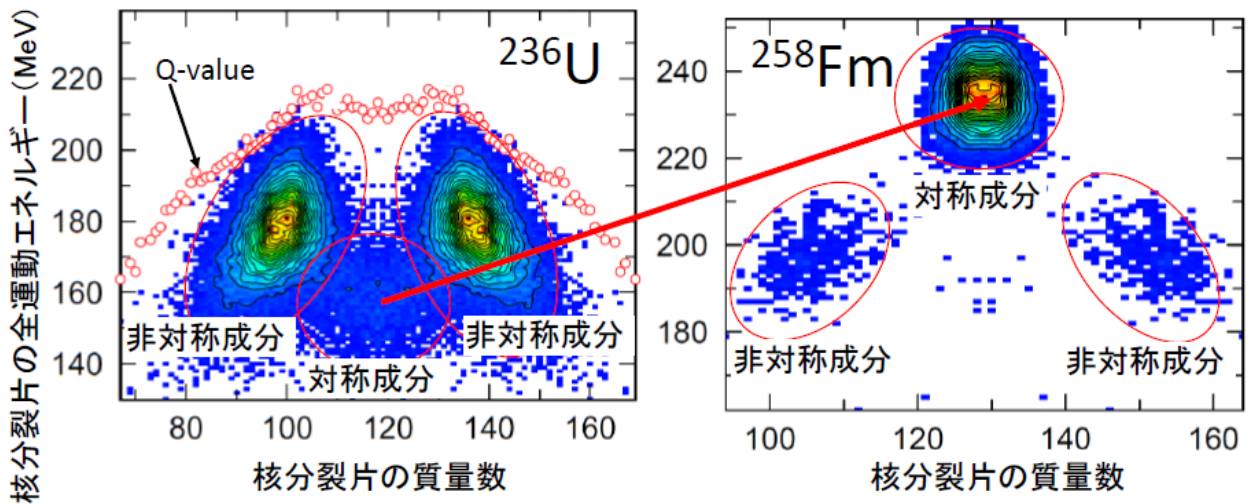 核分裂片の全運動エネルギー(MeV)
220
200
180
160
140
Q-value
236U
非対称成分
対称成分
非対称成分
80
100
120
140
160
核分裂片の質量数
240
220
200
180
258Fm
対称成分
非対称成分
非対称成分
100
120
140
160
核分裂片の質量数